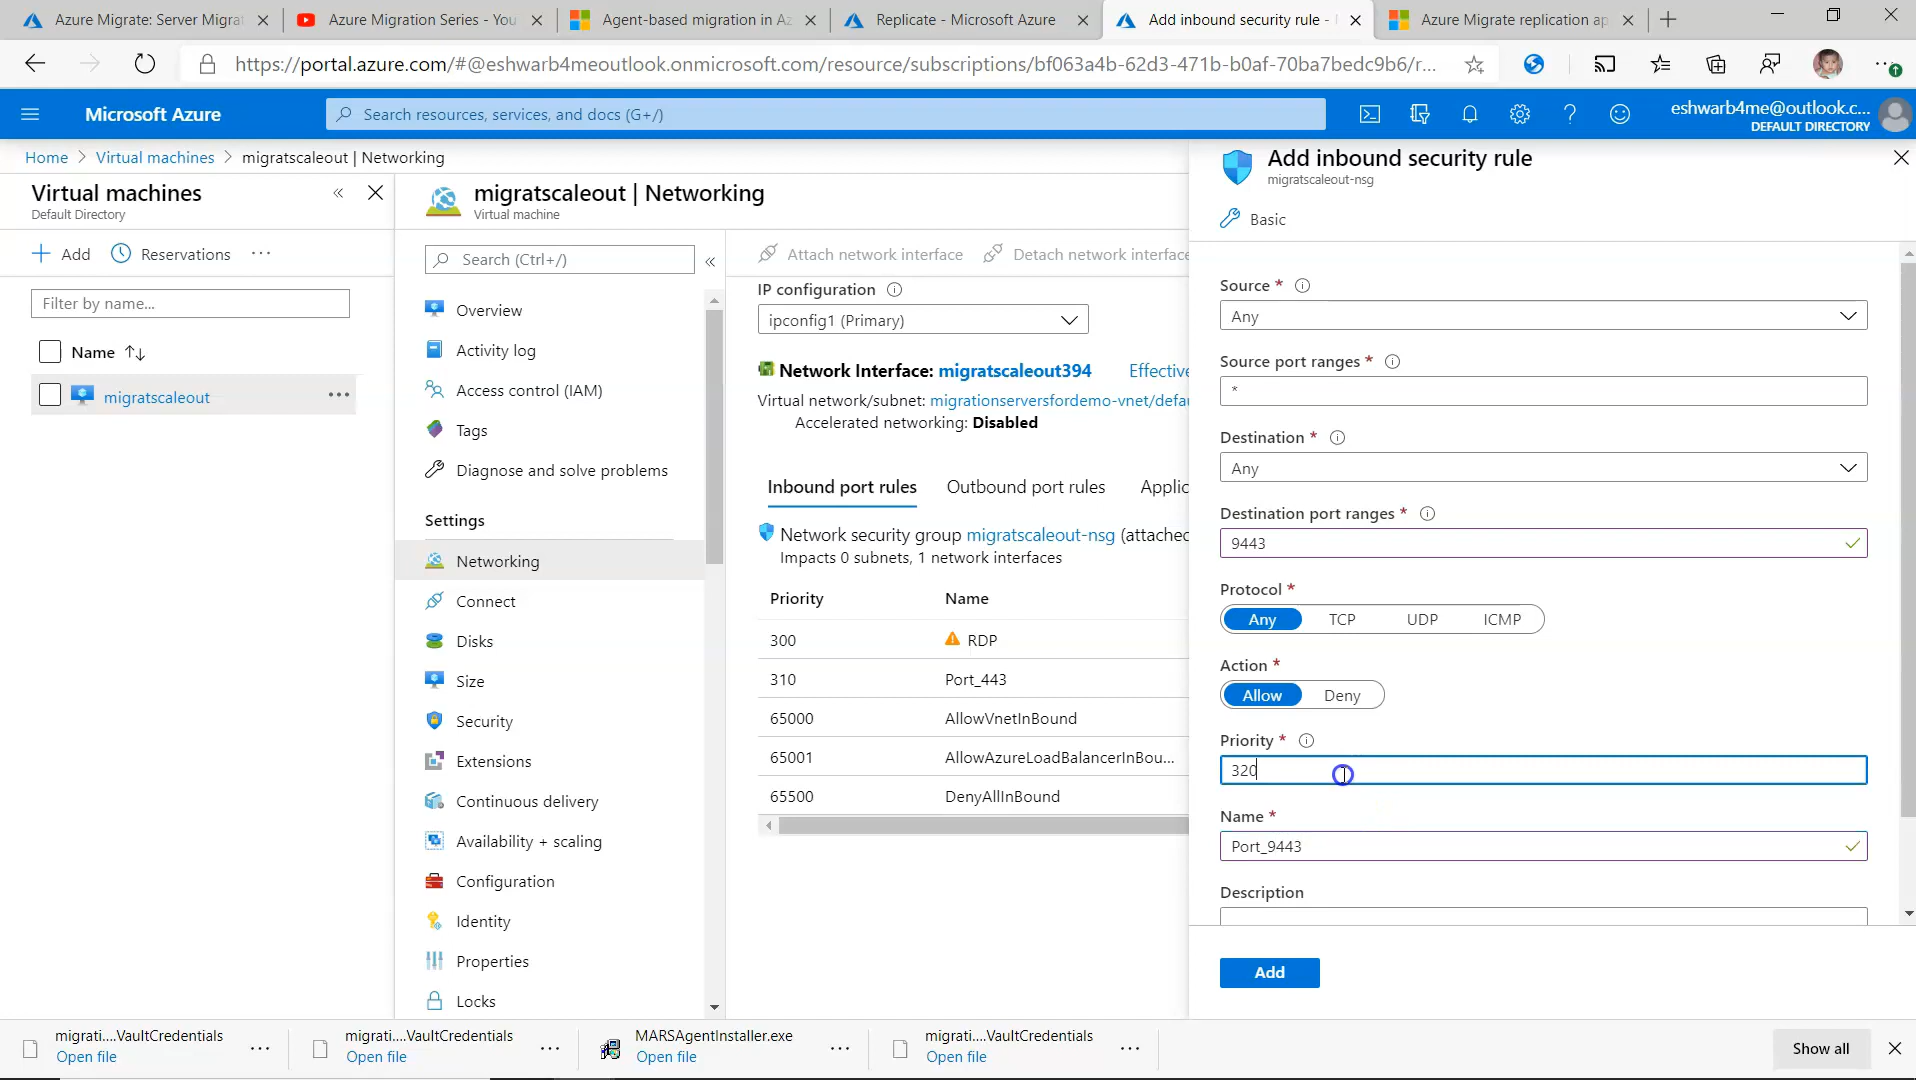 Azure Migrate: Server Migrat
Azure Migration Series - You
Agent-based migration in Az
Replicate - Microsoft Azure
Add inbound security rule -
Azure Migrate replication ap
https://portal.azure.com/#@eshwarb4meoutlook.onmicrosoft.com/resource/subscriptions/bf063a4b-62d3-471b-b0af-70ba7bedc9b6/r...
Microsoft Azure
Search resources, services, and docs (G+/)
eshwarb4me@outlook.c...
DEFAULT DIRECTORY
Home > Virtual machines > migratscaleout | Networking
Virtual machines
Default Directory
Add
Reservations
Filter by name...
Name
migratscaleout
migratscaleout | Networking
Virtual machine
Search (Ctrl+/)
Overview
Activity log
Access control (IAM)
Tags
Diagnose and solve problems
Settings
Networking
Connect
Disks
Size
Security
Extensions
Continuous delivery
Availability + scaling
Configuration
Identity
Properties
Locks
Attach network interface
Detach network interface
IP configuration
ipconfig1 (Primary)
Network Interface: migratscaleout394
Effective
Virtual network/subnet: migrationserversfordemo-vnet/defau
Accelerated networking: Disabled
Inbound port rules
Outbound port rules
Applic
Network security group migratscaleout-nsg (attached
Impacts 0 subnets, 1 network interfaces
Priority Name
300 RDP
310 Port_443
65000 AllowVnetInBound
65001 AllowAzureLoadBalancerInBou...
65500 DenyAllInBound
Add inbound security rule
migratscaleout-nsg
Basic
Source *
Any
Source port ranges *
*
Destination *
Any
Destination port ranges *
9443
Protocol *
Any TCP UDP ICMP
Action *
Allow Deny
Priority *
320
Name *
Port_9443
Description
Add
migrati....VaultCredentials
Open file
migrati....VaultCredentials
Open file
MARSAgentInstaller.exe
Open file
migrati....VaultCredentials
Open file
Show all